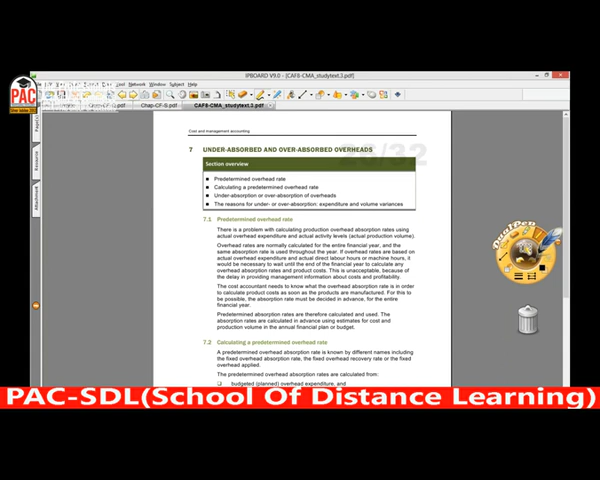 IPBOARD V9.0 - [CAF8-CMA_studytext.3.pdf]
Tool Network Window Subject Help
PAC
Chap-CF-S.pdf CAF8-CMA_studytext.3.pdf
Cost and management accounting
7 UNDER-ABSORBED AND OVER-ABSORBED OVERHEADS
26/32
Section overview
■ Predetermined overhead rate
■ Calculating a predetermined overhead rate
■ Under-absorption or over-absorption of overheads
■ The reasons for under- or over-absorption: expenditure and volume variances
7.1 Predetermined overhead rate
There is a problem with calculating production overhead absorption rates using
actual overhead expenditure and actual activity levels (actual production volume).
Overhead rates are normally calculated for the entire financial year, and the
same absorption rate is used throughout the year. If overhead rates are based on
actual overhead expenditure and actual direct labour hours or machine hours, it
would be necessary to wait until the end of the financial year to calculate any
overhead absorption rates and product costs. This is unacceptable, because of
the delay in providing management information about costs and profitability.
The cost accountant needs to know what the overhead absorption rate is in order
to calculate product costs as soon as the products are manufactured. For this to
be possible, the absorption rate must be decided in advance, for the entire
financial year.
Predetermined absorption rates are therefore calculated and used. The
absorption rates are calculated in advance using estimates for cost and
production volume in the annual financial plan or budget.
7.2 Calculating a predetermined overhead rate
A predetermined overhead absorption rate is known by different names including
the fixed overhead absorption rate, the fixed overhead recovery rate or the fixed
overhead applied.
The predetermined overhead absorption rates are calculated from:
❑ budgeted (planned) overhead expenditure, and
DualPen
PAC-SDL(School Of Distance Learning)